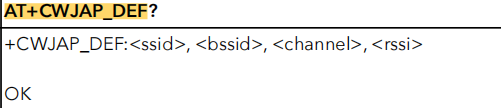 AT+CWJAP_DEF?
+CWJAP_DEF:<ssid>, <bssid>, <channel>, <rssi>
OK